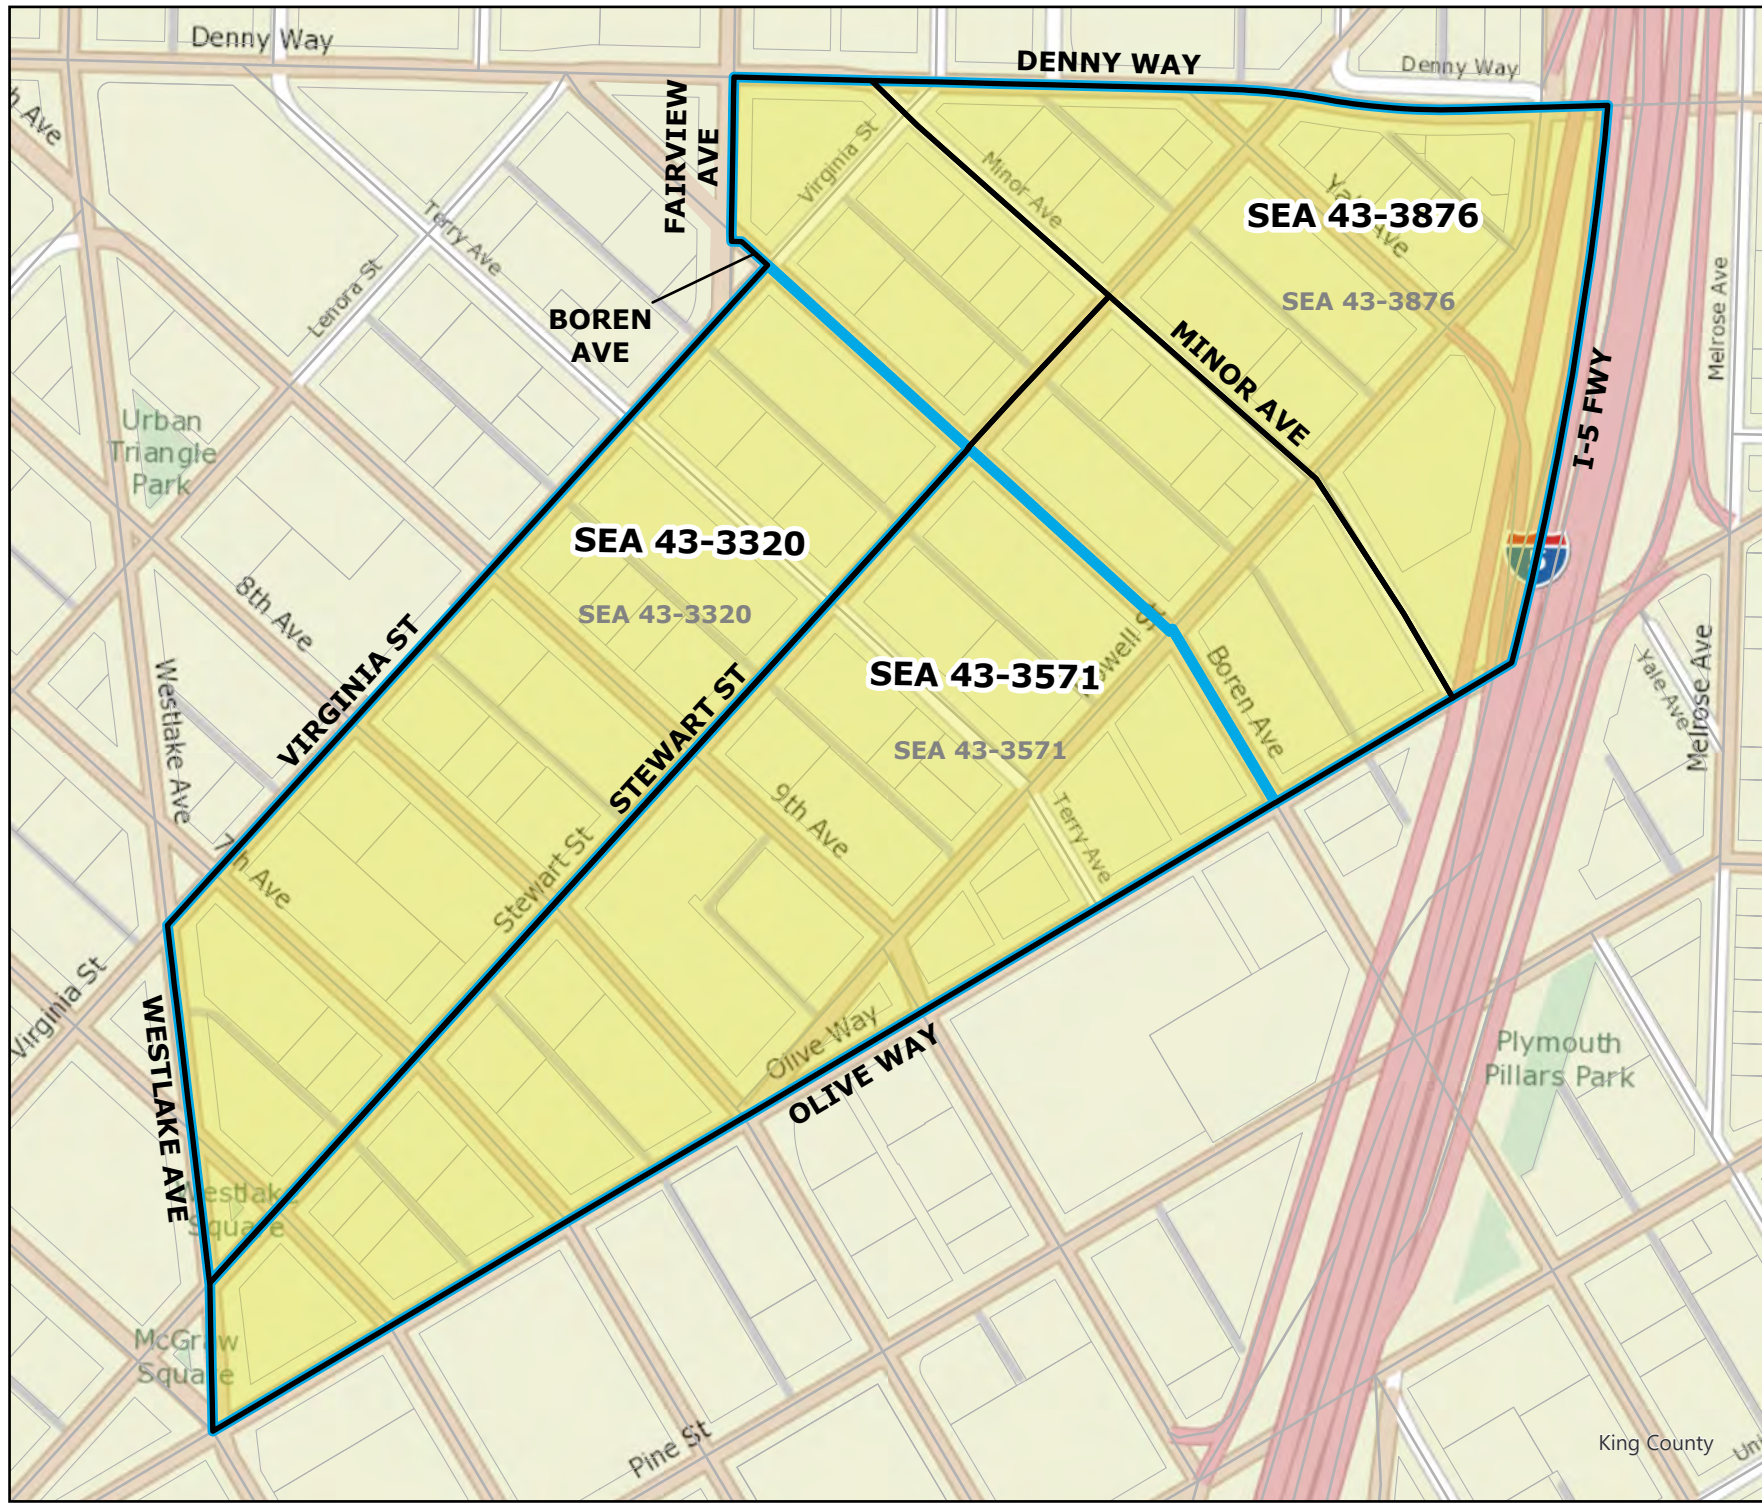 Denny Way
DENNY WAY
Denny Way
FAIRVIEW
AVE
Virginia St
Minor Ave
SEA 43-3876
SEA 43-3876
Terry Ave
Lenora St
BOREN
AVE
MINOR AVE
I-5 FWY
Melrose Ave
Urban
Triangle
Park
SEA 43-3320
SEA 43-3320
8th Ave
VIRGINIA ST
STEWART ST
SEA 43-3571
SEA 43-3571
Boren Ave
Yale Ave
Melrose Ave
Westlake Ave
9th Ave
Terry Ave
Stewart St
Virginia St
WESTLAKE AVE
Olive Way
OLIVE WAY
Plymouth
Pillars Park
Westlake
Square
McGraw
Square
Pine St
King County